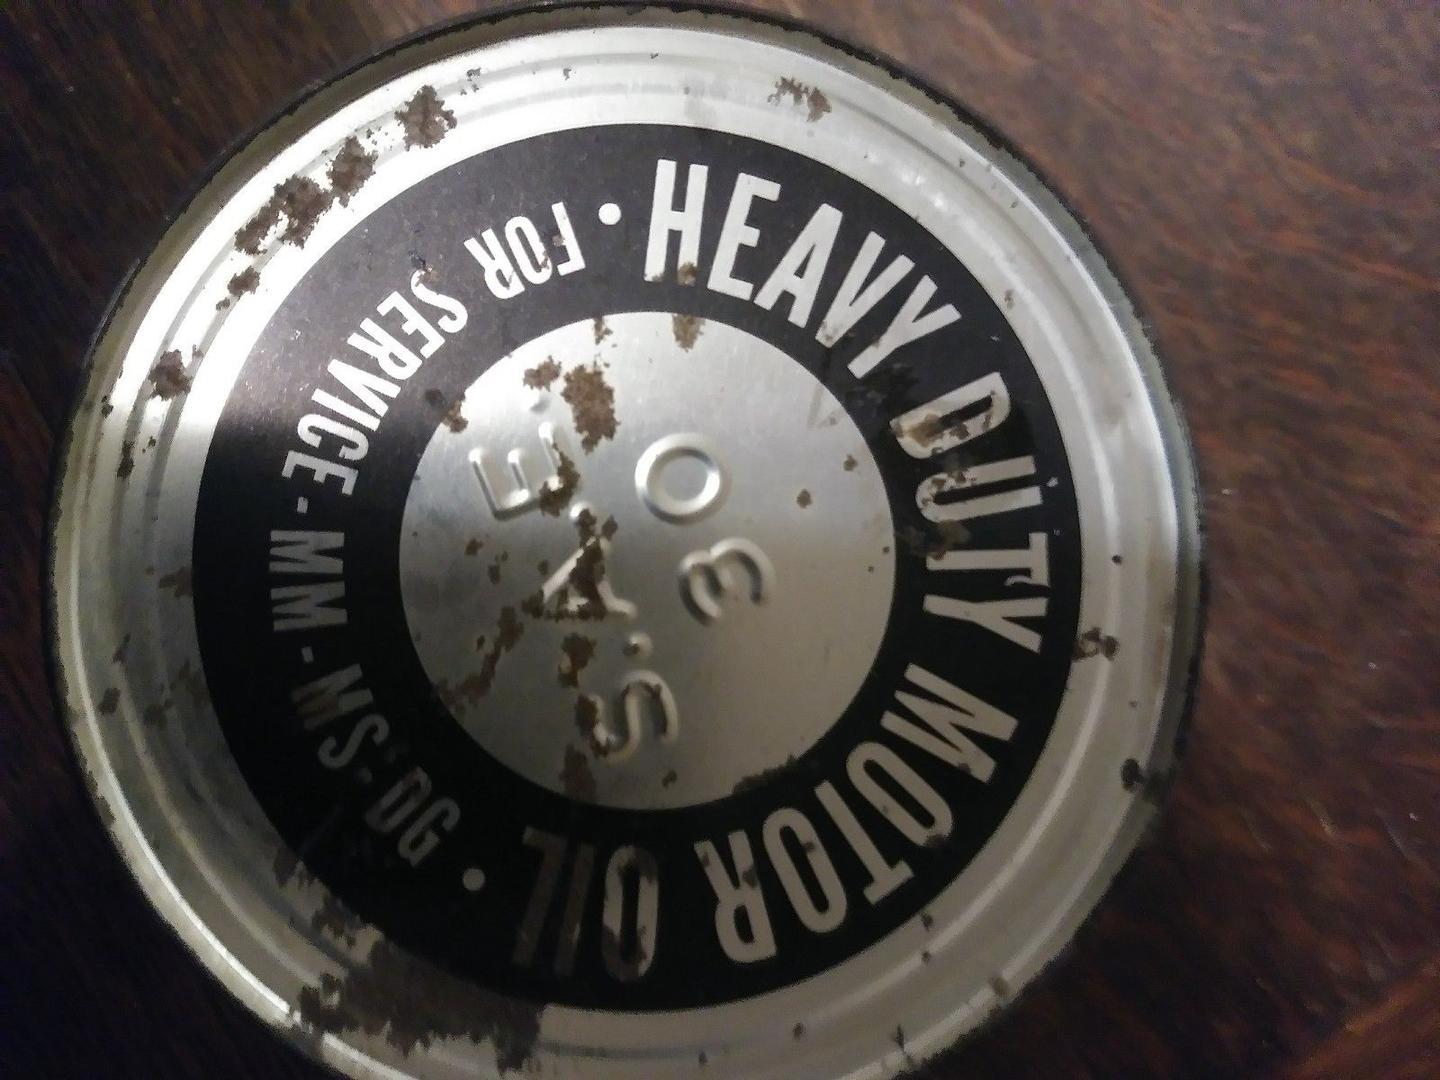 HEAVY DUTY MOTOR OIL
• FOR SERVICE - MM - MS - DG •
S.A.E.
30